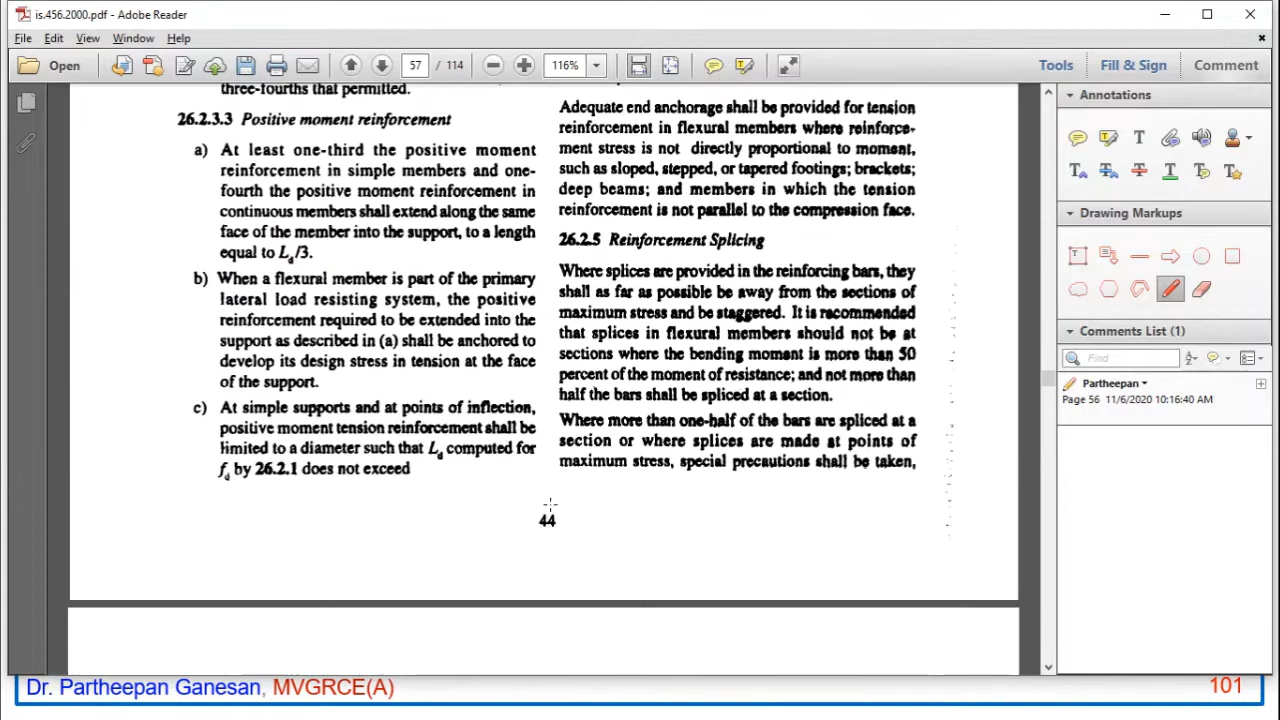 is.456.2000.pdf - Adobe Reader
File Edit View Window Help
Open
57 / 114
116%
Tools Fill & Sign Comment
three-fourths that permitted.
26.2.3.3 Positive moment reinforcement
a) At least one-third the positive moment
reinforcement in simple members and one-
fourth the positive moment reinforcement in
continuous members shall extend along the same
face of the member into the support, to a length
equal to Ld/3.
b) When a flexural member is part of the primary
lateral load resisting system, the positive
reinforcement required to be extended into the
support as described in (a) shall be anchored to
develop its design stress in tension at the face
of the support.
c) At simple supports and at points of inflection,
positive moment tension reinforcement shall be
limited to a diameter such that Ld computed for
fd by 26.2.1 does not exceed
Adequate end anchorage shall be provided for tension
reinforcement in flexural members where reinforce-
ment stress is not directly proportional to moment,
such as sloped, stepped, or tapered footings; brackets;
deep beams; and members in which the tension
reinforcement is not parallel to the compression face.
26.2.5 Reinforcement Splicing
Where splices are provided in the reinforcing bars, they
shall as far as possible be away from the sections of
maximum stress and be staggered. It is recommended
that splices in flexural members should not be at
sections where the bending moment is more than 50
percent of the moment of resistance; and not more than
half the bars shall be spliced at a section.
Where more than one-half of the bars are spliced at a
section or where splices are made at points of
maximum stress, special precautions shall be taken,
44
Annotations
Drawing Markups
Comments List (1)
Find
Partheepan
Page 56 11/6/2020 10:16:40 AM
Dr. Partheepan Ganesan, MVGRCE(A)
101